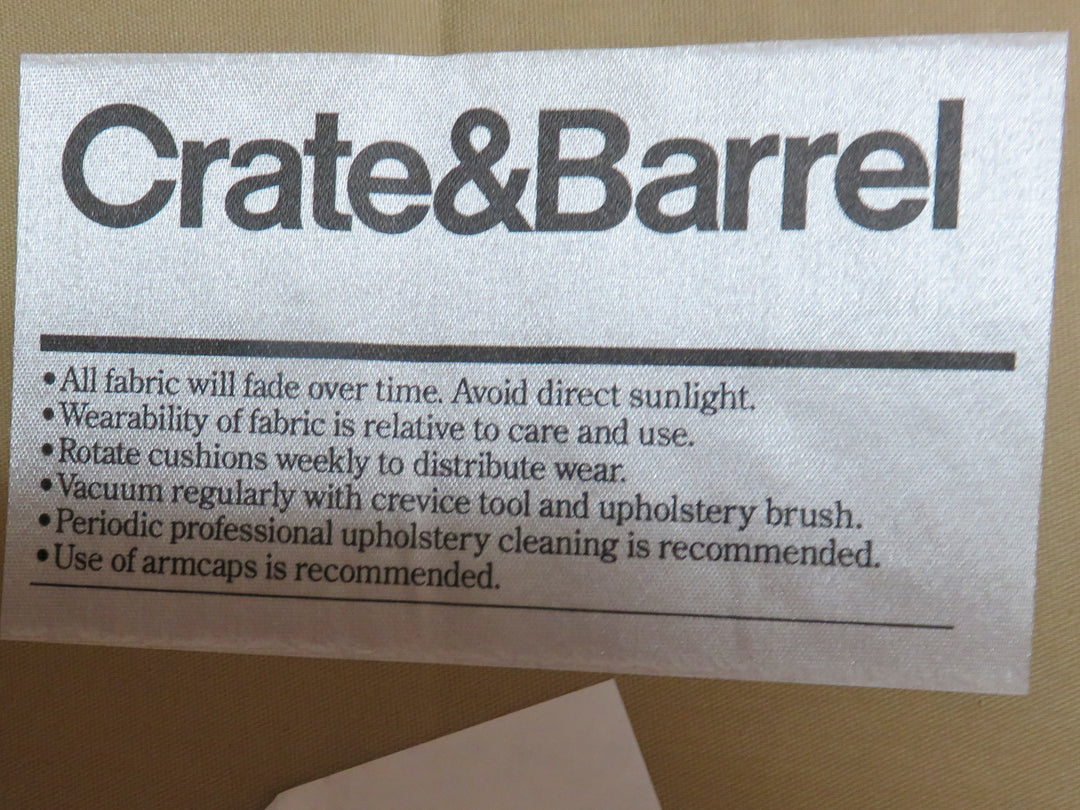 Crate&Barrel
•All fabric will fade over time. Avoid direct sunlight.
•Wearability of fabric is relative to care and use.
•Rotate cushions weekly to distribute wear.
•Vacuum regularly with crevice tool and upholstery brush.
•Periodic professional upholstery cleaning is recommended.
•Use of armcaps is recommended.